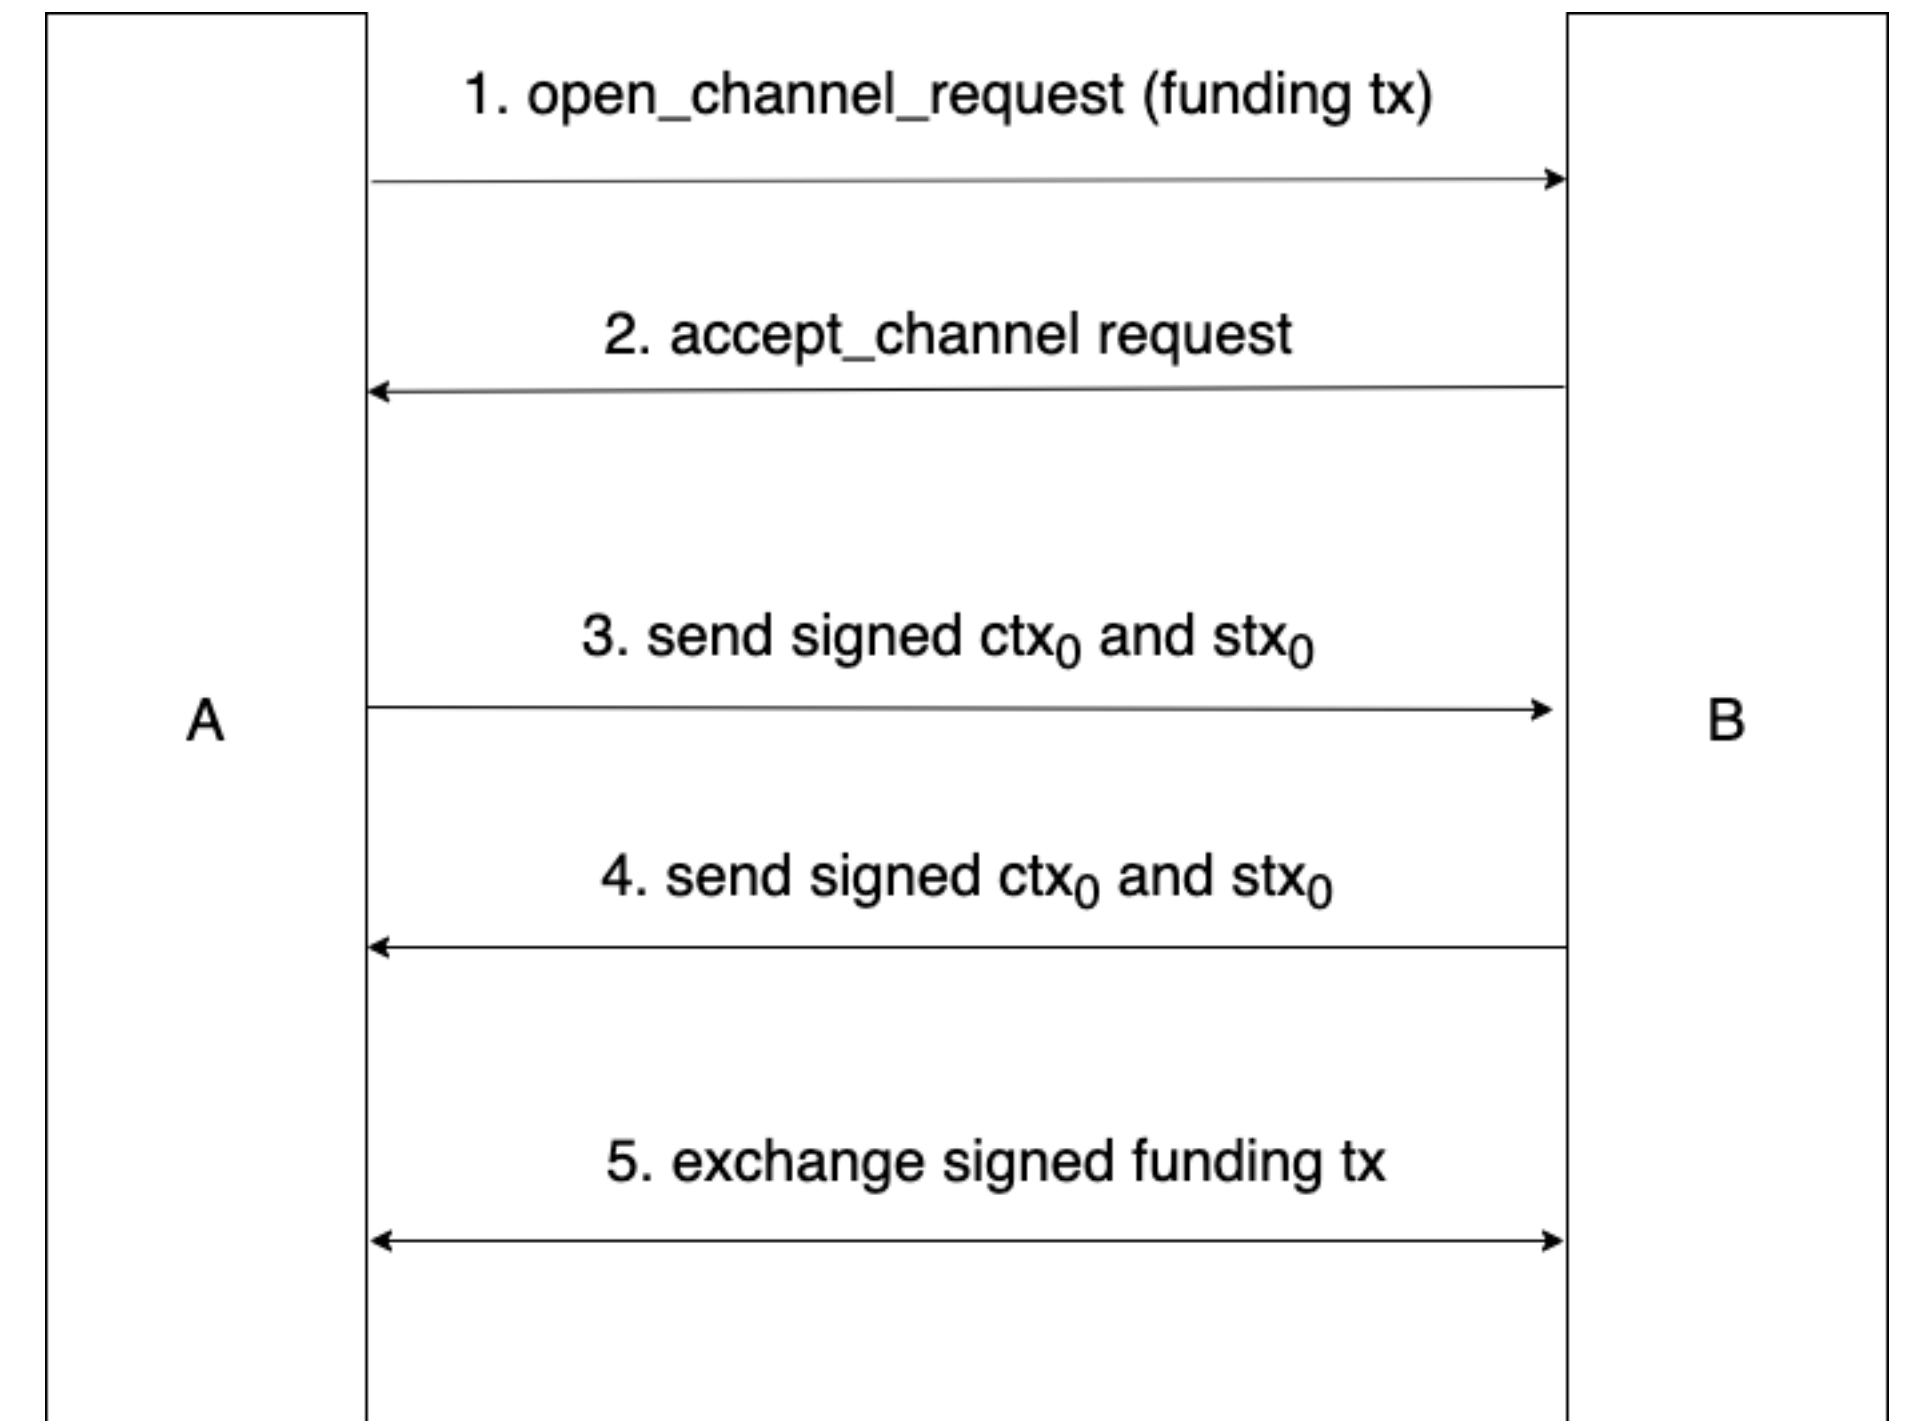 1. open_channel_request (funding tx)
2. accept_channel request
3. send signed ctx₀ and stx₀
A
B
4. send signed ctx₀ and stx₀
5. exchange signed funding tx